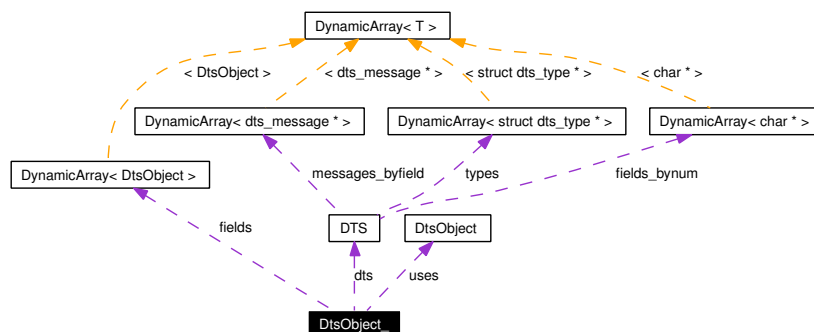 DynamicArray< T >
< DtsObject >
< dts_message * >
< struct dts_type * >
< char * >
DynamicArray< dts_message * >
DynamicArray< struct dts_type * >
DynamicArray< char * >
messages_byfield
types
fields_bynum
DynamicArray< DtsObject >
fields
DTS
DtsObject
dts
uses
DtsObject_